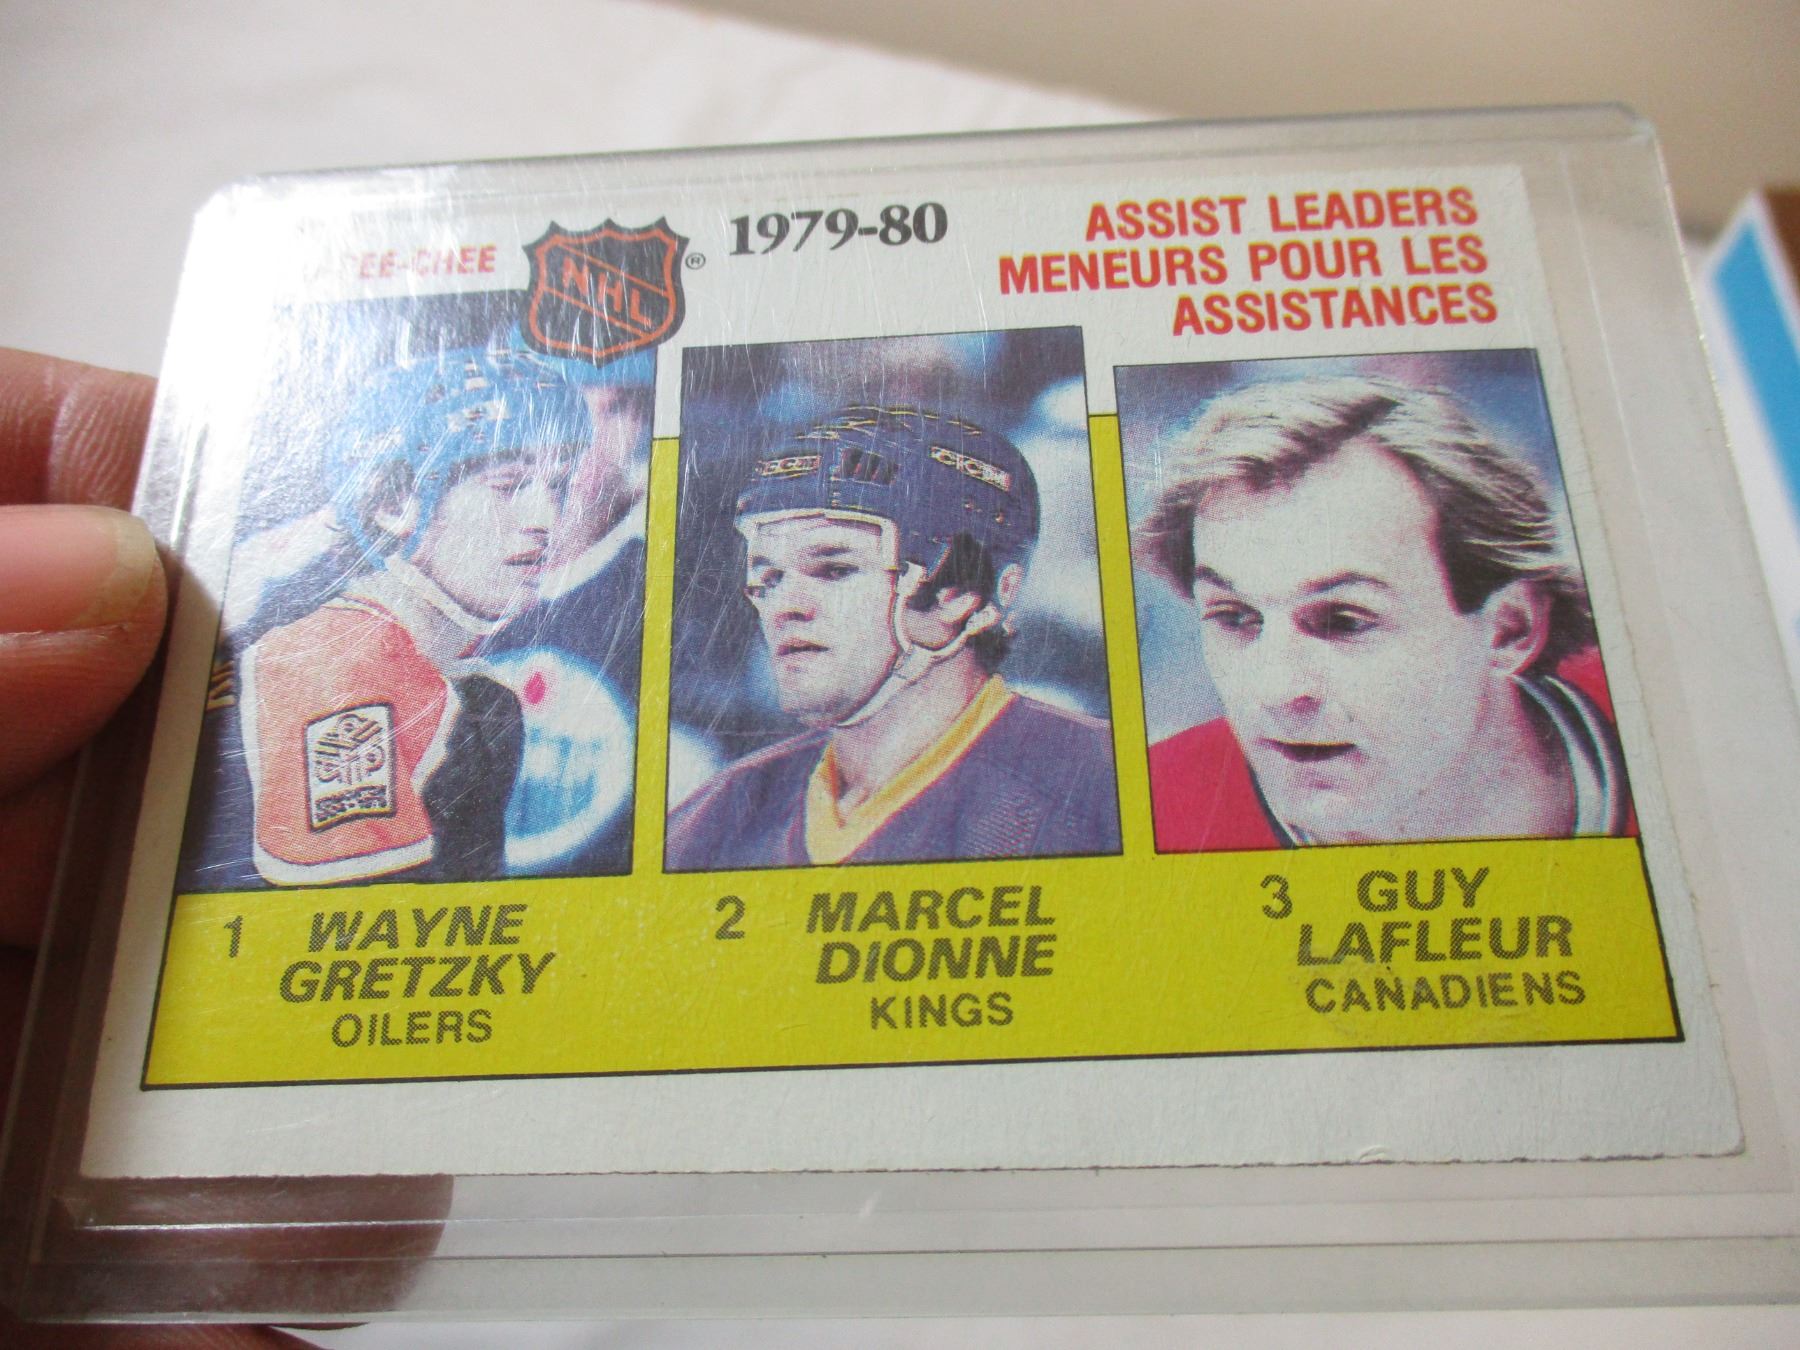 O-PEE-CHEE
NHL
®
1979-80
ASSIST LEADERS
MENEURS POUR LES
ASSISTANCES
1 WAYNE
GRETZKY
OILERS
2 MARCEL
DIONNE
KINGS
3 GUY
LAFLEUR
CANADIENS